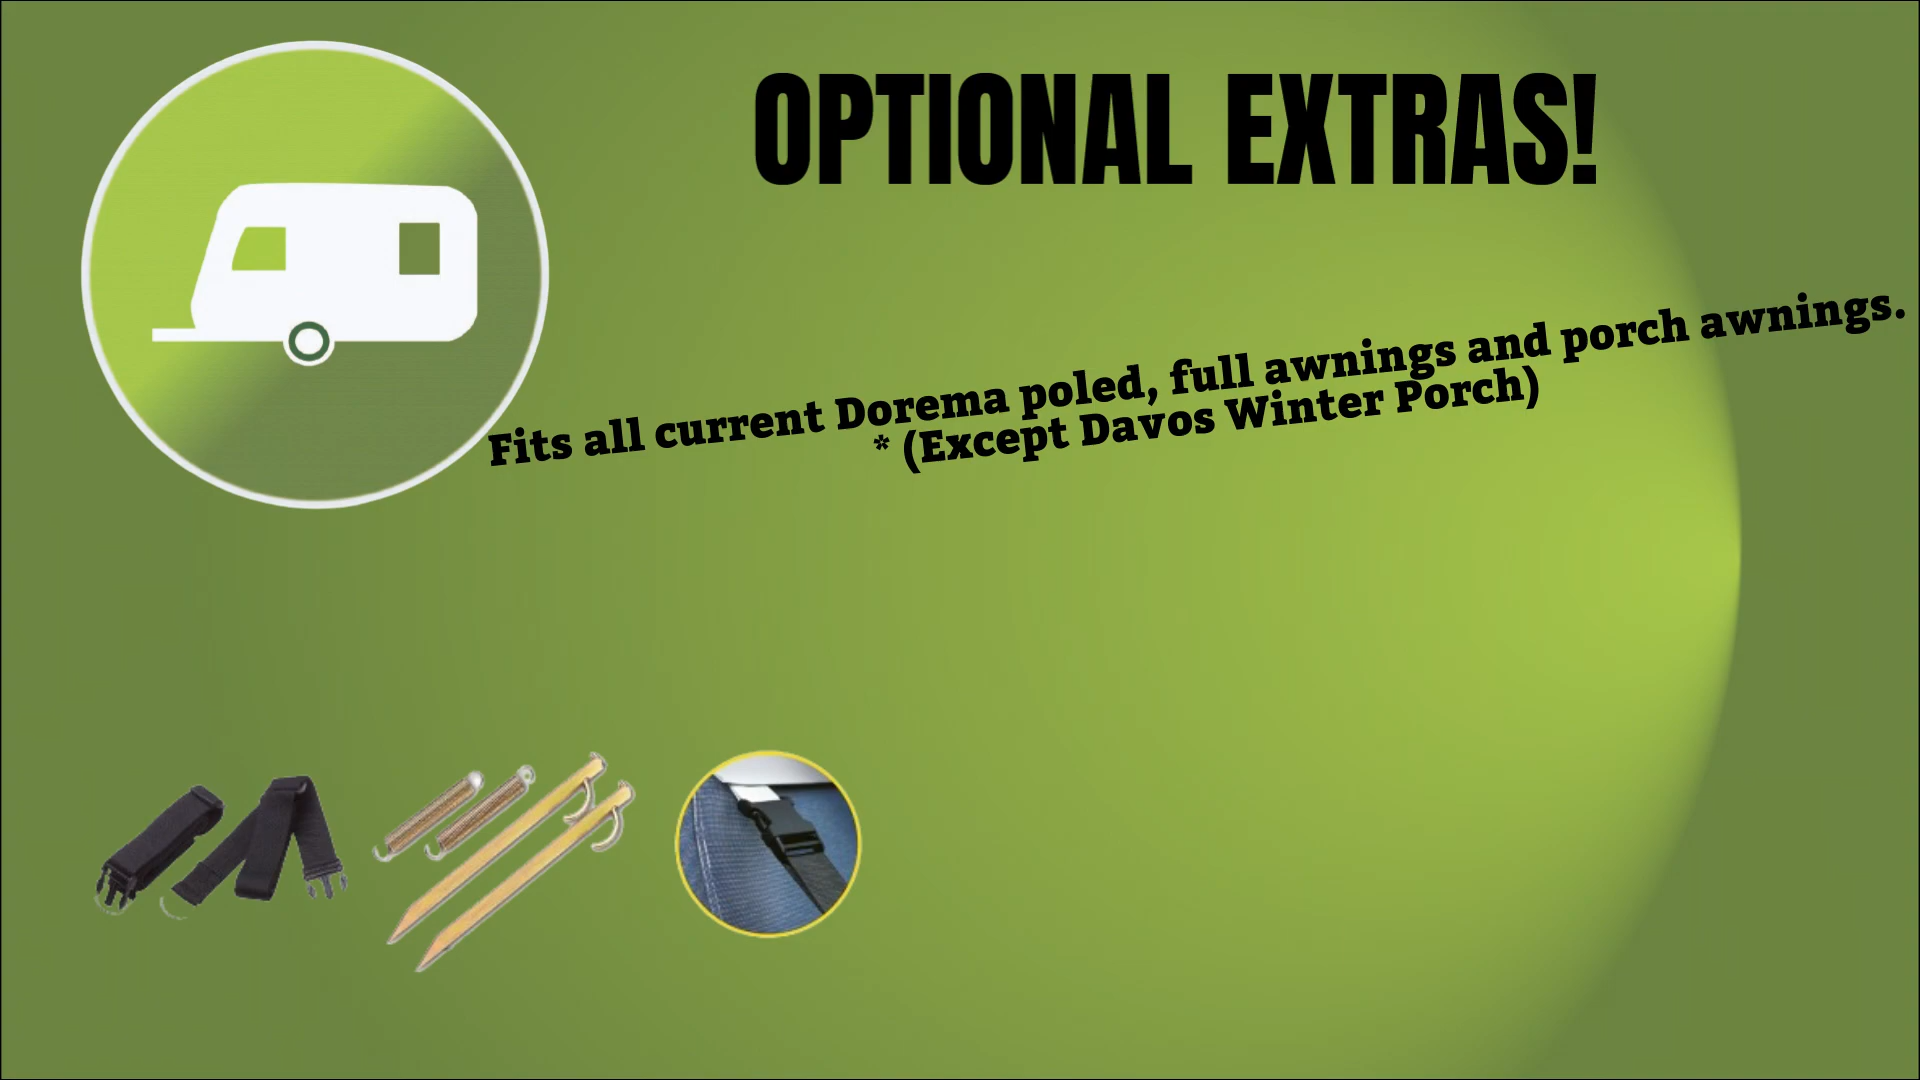 OPTIONAL EXTRAS!
Fits all current Dorema poled, full awnings and porch awnings.
* (Except Davos Winter Porch)